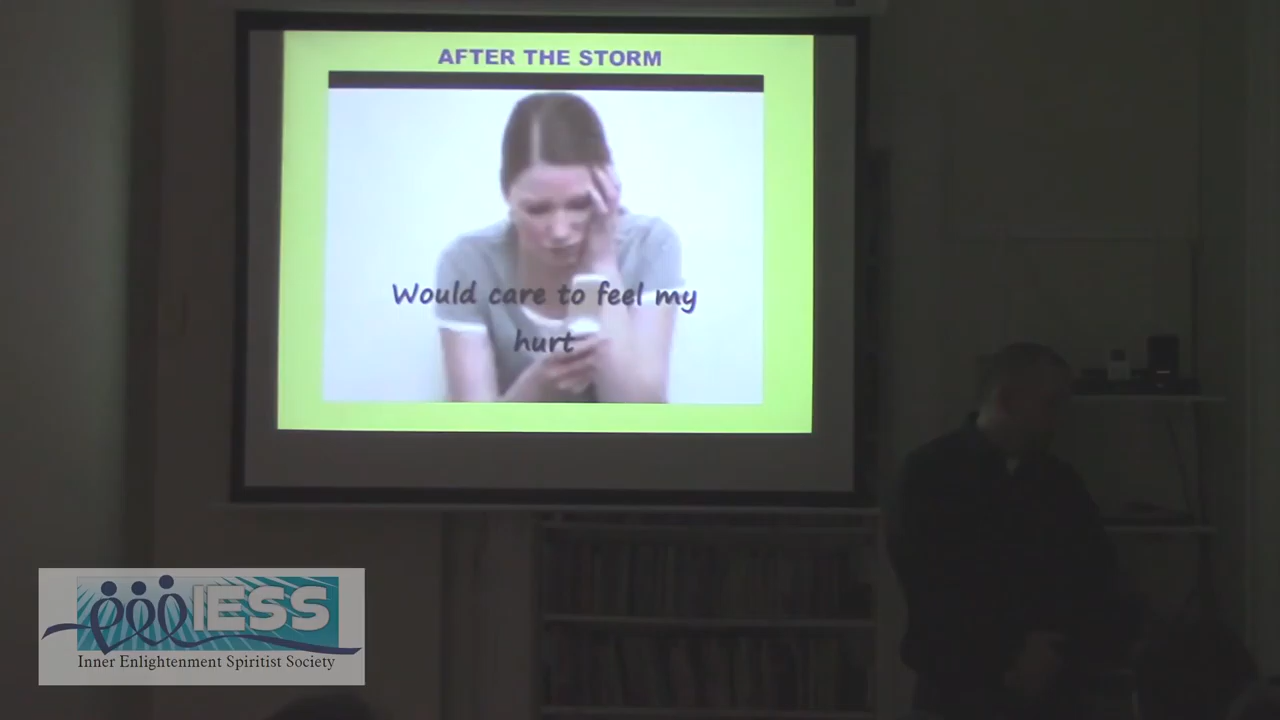 AFTER THE STORM
Would care to feel my
hurt
IESS
Inner Enlightenment Spiritist Society